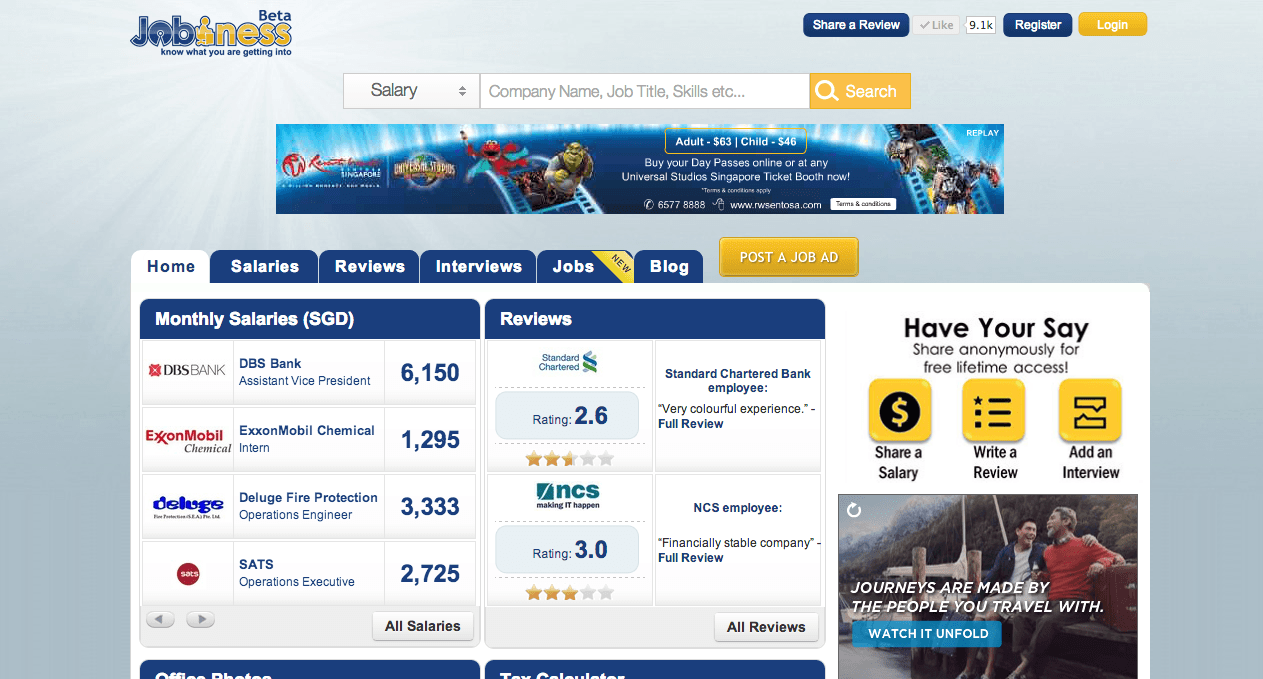 Beta
Jobiness
know what you are getting into
Share a Review
Like
9.1k
Register
Login
Salary
Company Name, Job Title, Skills etc...
Search
REPLAY
Resorts World
SENTOSA
SINGAPORE
UNIVERSAL STUDIOS
Adult - $63 | Child - $46
Buy your Day Passes online or at any
Universal Studios Singapore Ticket Booth now!
*Terms & conditions apply
6577 8888
www.rwsentosa.com
Terms & conditions
Home
Salaries
Reviews
Interviews
Jobs
NEW
Blog
POST A JOB AD
Monthly Salaries (SGD)
DBS BANK
DBS Bank
Assistant Vice President
6,150
ExxonMobil
Chemical
ExxonMobil Chemical
Intern
1,295
deluge
Fire Protection (S.E.A.) Pte. Ltd.
Deluge Fire Protection
Operations Engineer
3,333
sats
SATS
Operations Executive
2,725
All Salaries
Reviews
Standard
Chartered
Rating: 2.6
Standard Chartered Bank
employee:
“Very colourful experience.” -
Full Review
ncs
making IT happen
Rating: 3.0
NCS employee:
“Financially stable company” -
Full Review
All Reviews
Have Your Say
Share anonymously for
free lifetime access!
$
Share a
Salary
Write a
Review
Add an
Interview
JOURNEYS ARE MADE BY
THE PEOPLE YOU TRAVEL WITH.
WATCH IT UNFOLD
Office Photos
Tax Calculator